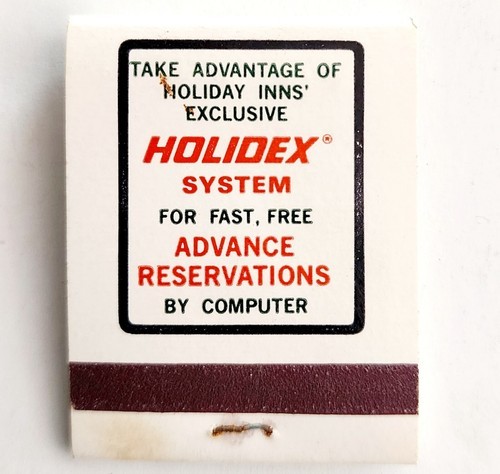 TAKE ADVANTAGE OF
HOLIDAY INNS'
EXCLUSIVE
HOLIDEX®
SYSTEM
FOR FAST, FREE
ADVANCE
RESERVATIONS
BY COMPUTER